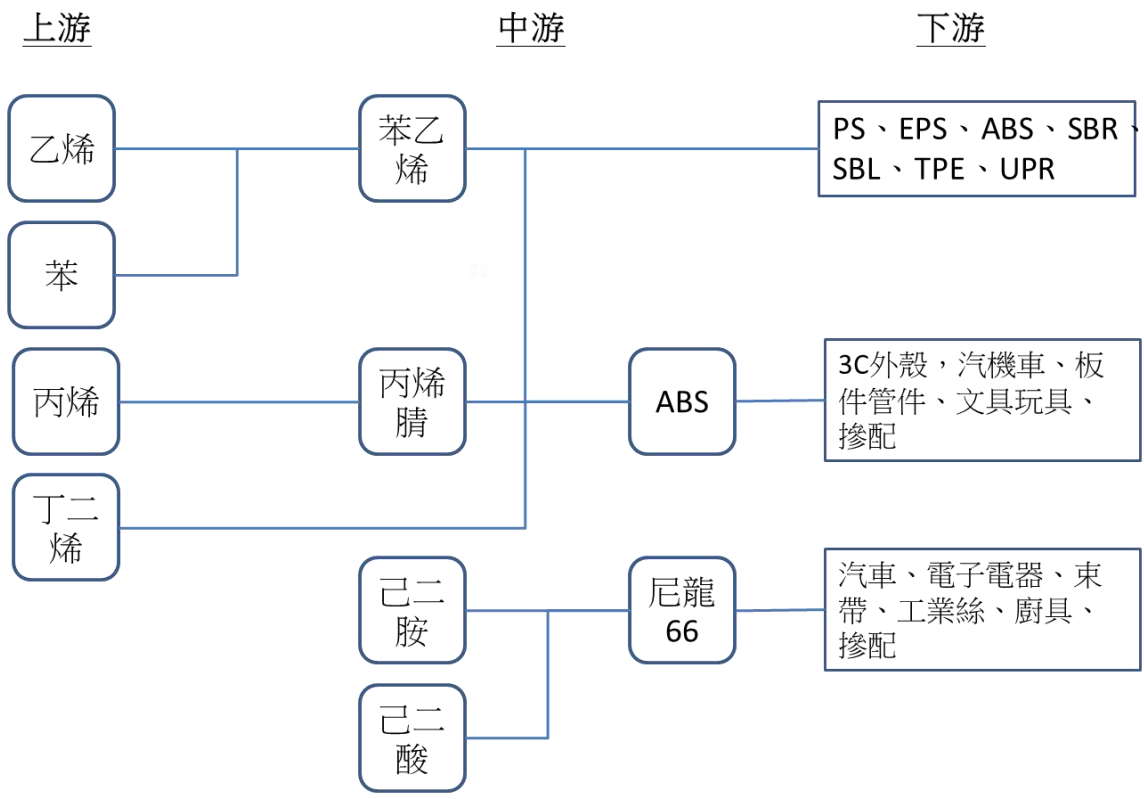 上游
中游
下游
乙烯
苯乙
烯
PS、EPS、ABS、SBR、
SBL、TPE、UPR
苯
丙烯
丙烯
腈
ABS
3C外殼，汽機車、板
件管件、文具玩具、
摻配
丁二
烯
己二
胺
尼龍
66
汽車、電子電器、束
帶、工業絲、廚具、
摻配
己二
酸